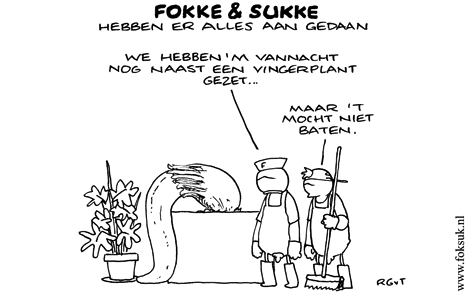 FOKKE & SUKKE
HEBBEN ER ALLES AAN GEDAAN
WE HEBBEN 'M VANNACHT
NOG NAAST EEN VINGERPLANT
GEZET...
MAAR 'T
MOCHT NIET
BATEN.
F
RGvT
www.foksuk.nl